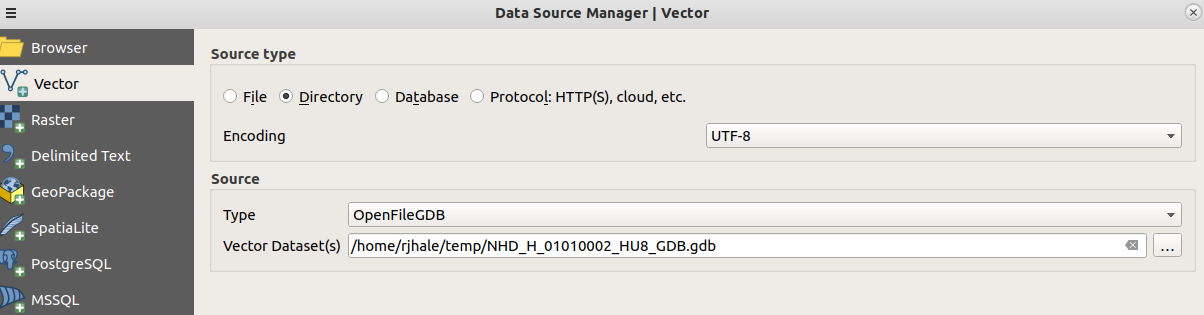 Data Source Manager | Vector
Browser
Vector
Raster
Delimited Text
GeoPackage
SpatiaLite
PostgreSQL
MSSQL
Source type
File Directory Database Protocol: HTTP(S), cloud, etc.
Encoding UTF-8
Source
Type OpenFileGDB
Vector Dataset(s) /home/rjhale/temp/NHD_H_01010002_HU8_GDB.gdb ...